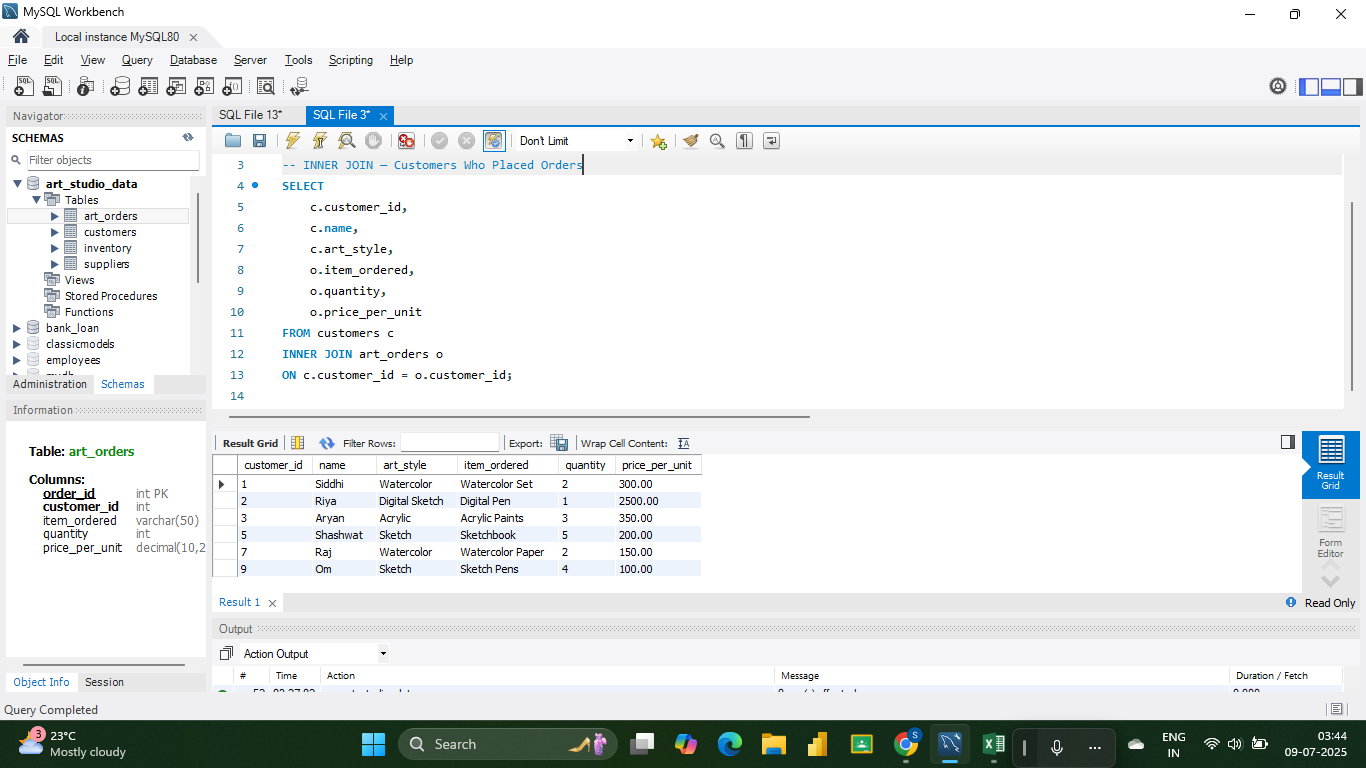 MySQL Workbench
Local instance MySQL80
File Edit View Query Database Server Tools Scripting Help
Navigator
SCHEMAS
Filter objects
art_studio_data
Tables
art_orders
customers
inventory
suppliers
Views
Stored Procedures
Functions
bank_loan
classicmodels
employees
Administration Schemas
Information
Table: art_orders
Columns:
order_id int PK
customer_id int
item_ordered varchar(50)
quantity int
price_per_unit decimal(10,2
Object Info Session
SQL File 13* SQL File 3*
Don't Limit
3 -- INNER JOIN – Customers Who Placed Orders
4 SELECT
5 c.customer_id,
6 c.name,
7 c.art_style,
8 o.item_ordered,
9 o.quantity,
10 o.price_per_unit
11 FROM customers c
12 INNER JOIN art_orders o
13 ON c.customer_id = o.customer_id;
14
Result Grid Filter Rows: Export: Wrap Cell Content:
customer_id name art_style item_ordered quantity price_per_unit
1 Siddhi Watercolor Watercolor Set 2 300.00
2 Riya Digital Sketch Digital Pen 1 2500.00
3 Aryan Acrylic Acrylic Paints 3 350.00
5 Shashwat Sketch Sketchbook 5 200.00
7 Raj Watercolor Watercolor Paper 2 150.00
9 Om Sketch Sketch Pens 4 100.00
Result Grid
Form Editor
Result 1
Read Only
Output
Action Output
# Time Action Message Duration / Fetch
Query Completed
3
23°C
Mostly cloudy
Search
S
ENG
IN
03:44
09-07-2025